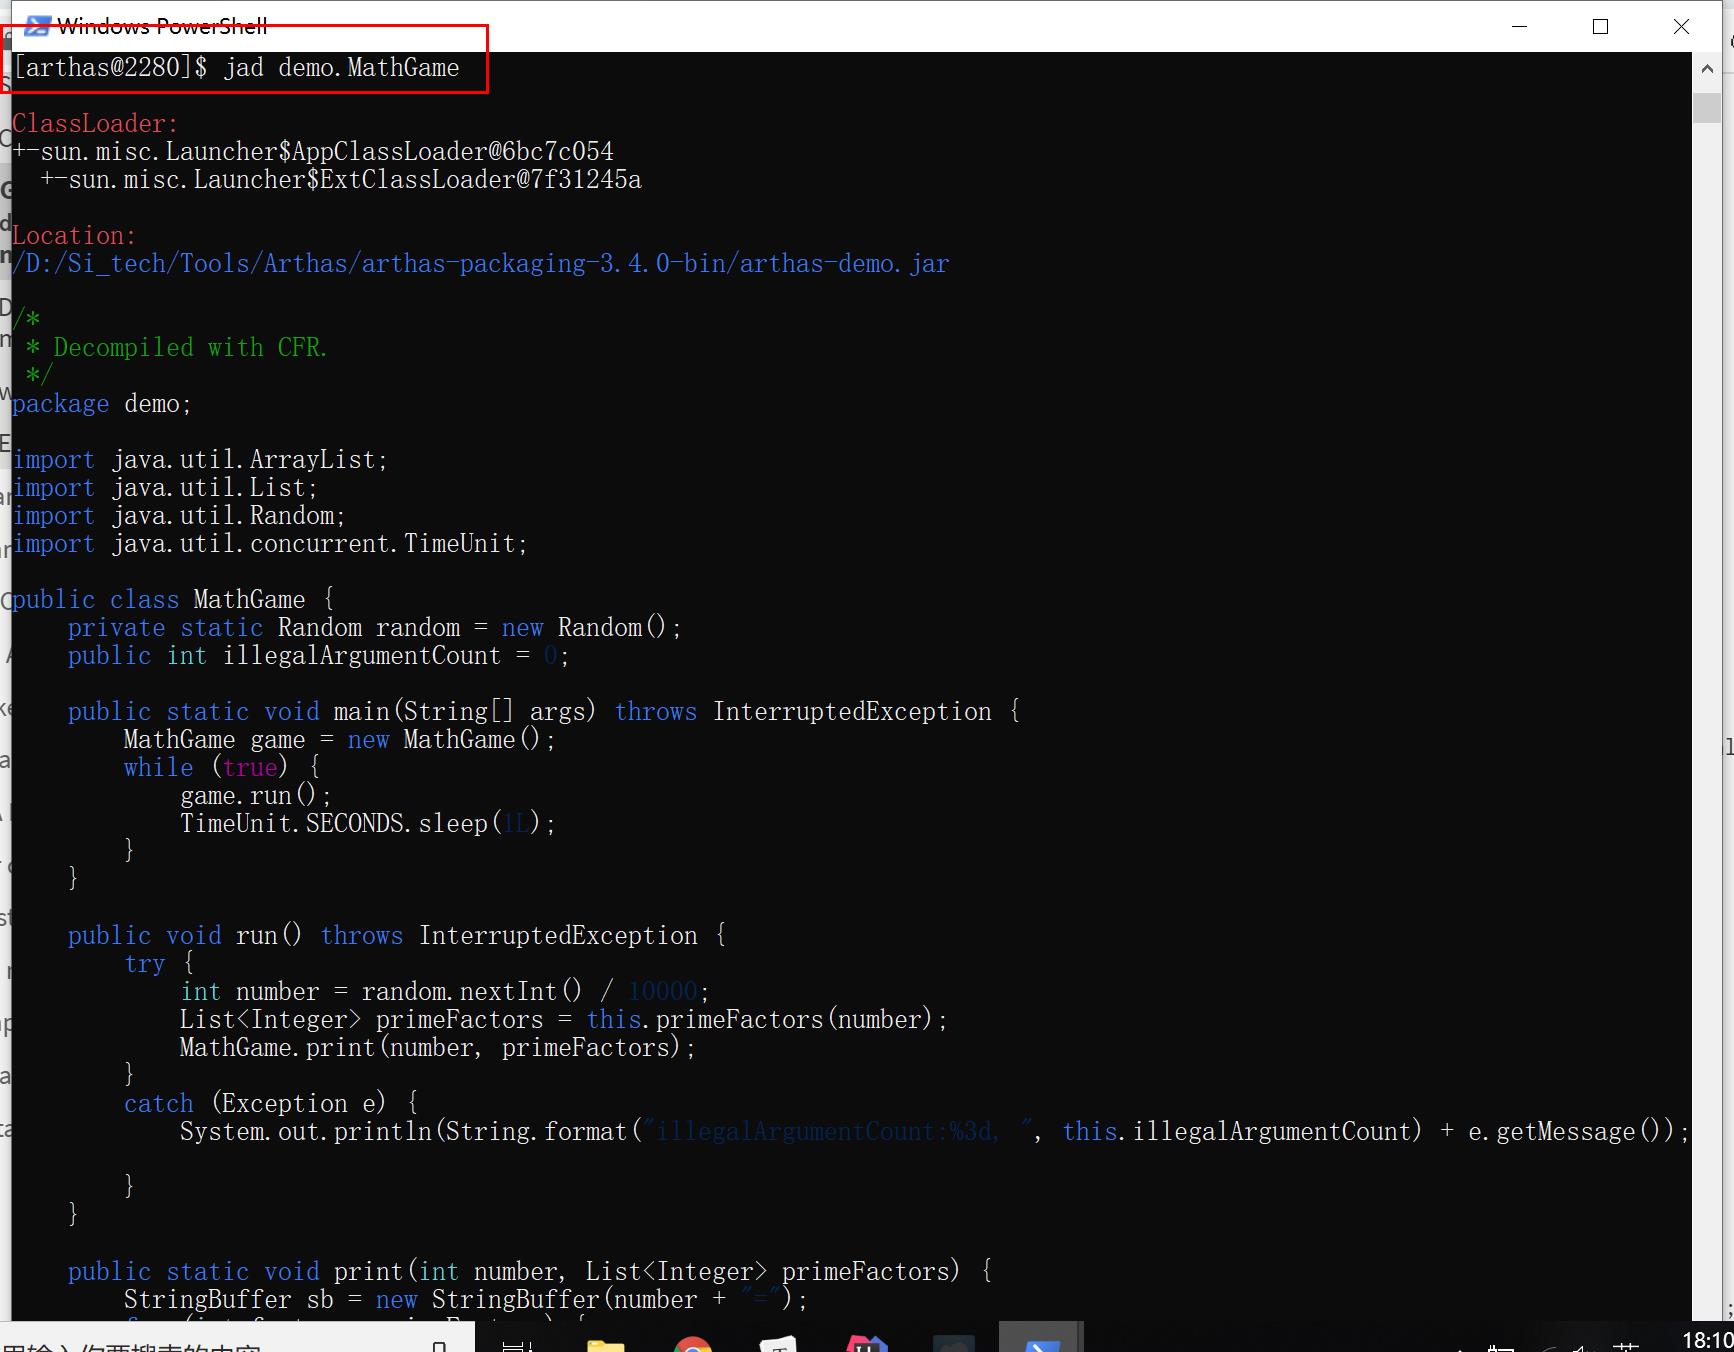 Windows PowerShell
[arthas@2280]$ jad demo.MathGame
ClassLoader:
+-sun.misc.Launcher$AppClassLoader@6bc7c054
  +-sun.misc.Launcher$ExtClassLoader@7f31245a
Location:
/D:/Si_tech/Tools/Arthas/arthas-packaging-3.4.0-bin/arthas-demo.jar
/*
 * Decompiled with CFR.
 */
package demo;
import java.util.ArrayList;
import java.util.List;
import java.util.Random;
import java.util.concurrent.TimeUnit;
public class MathGame {
    private static Random random = new Random();
    public int illegalArgumentCount = 0;
    public static void main(String[] args) throws InterruptedException {
        MathGame game = new MathGame();
        while (true) {
            game.run();
            TimeUnit.SECONDS.sleep(1L);
        }
    }
    public void run() throws InterruptedException {
        try {
            int number = random.nextInt() / 10000;
            List<Integer> primeFactors = this.primeFactors(number);
            MathGame.print(number, primeFactors);
        }
        catch (Exception e) {
            System.out.println(String.format("illegalArgumentCount:%3d, ", this.illegalArgumentCount) + e.getMessage());
        }
    }
    public static void print(int number, List<Integer> primeFactors) {
        StringBuffer sb = new StringBuffer(number + "=");
18:10